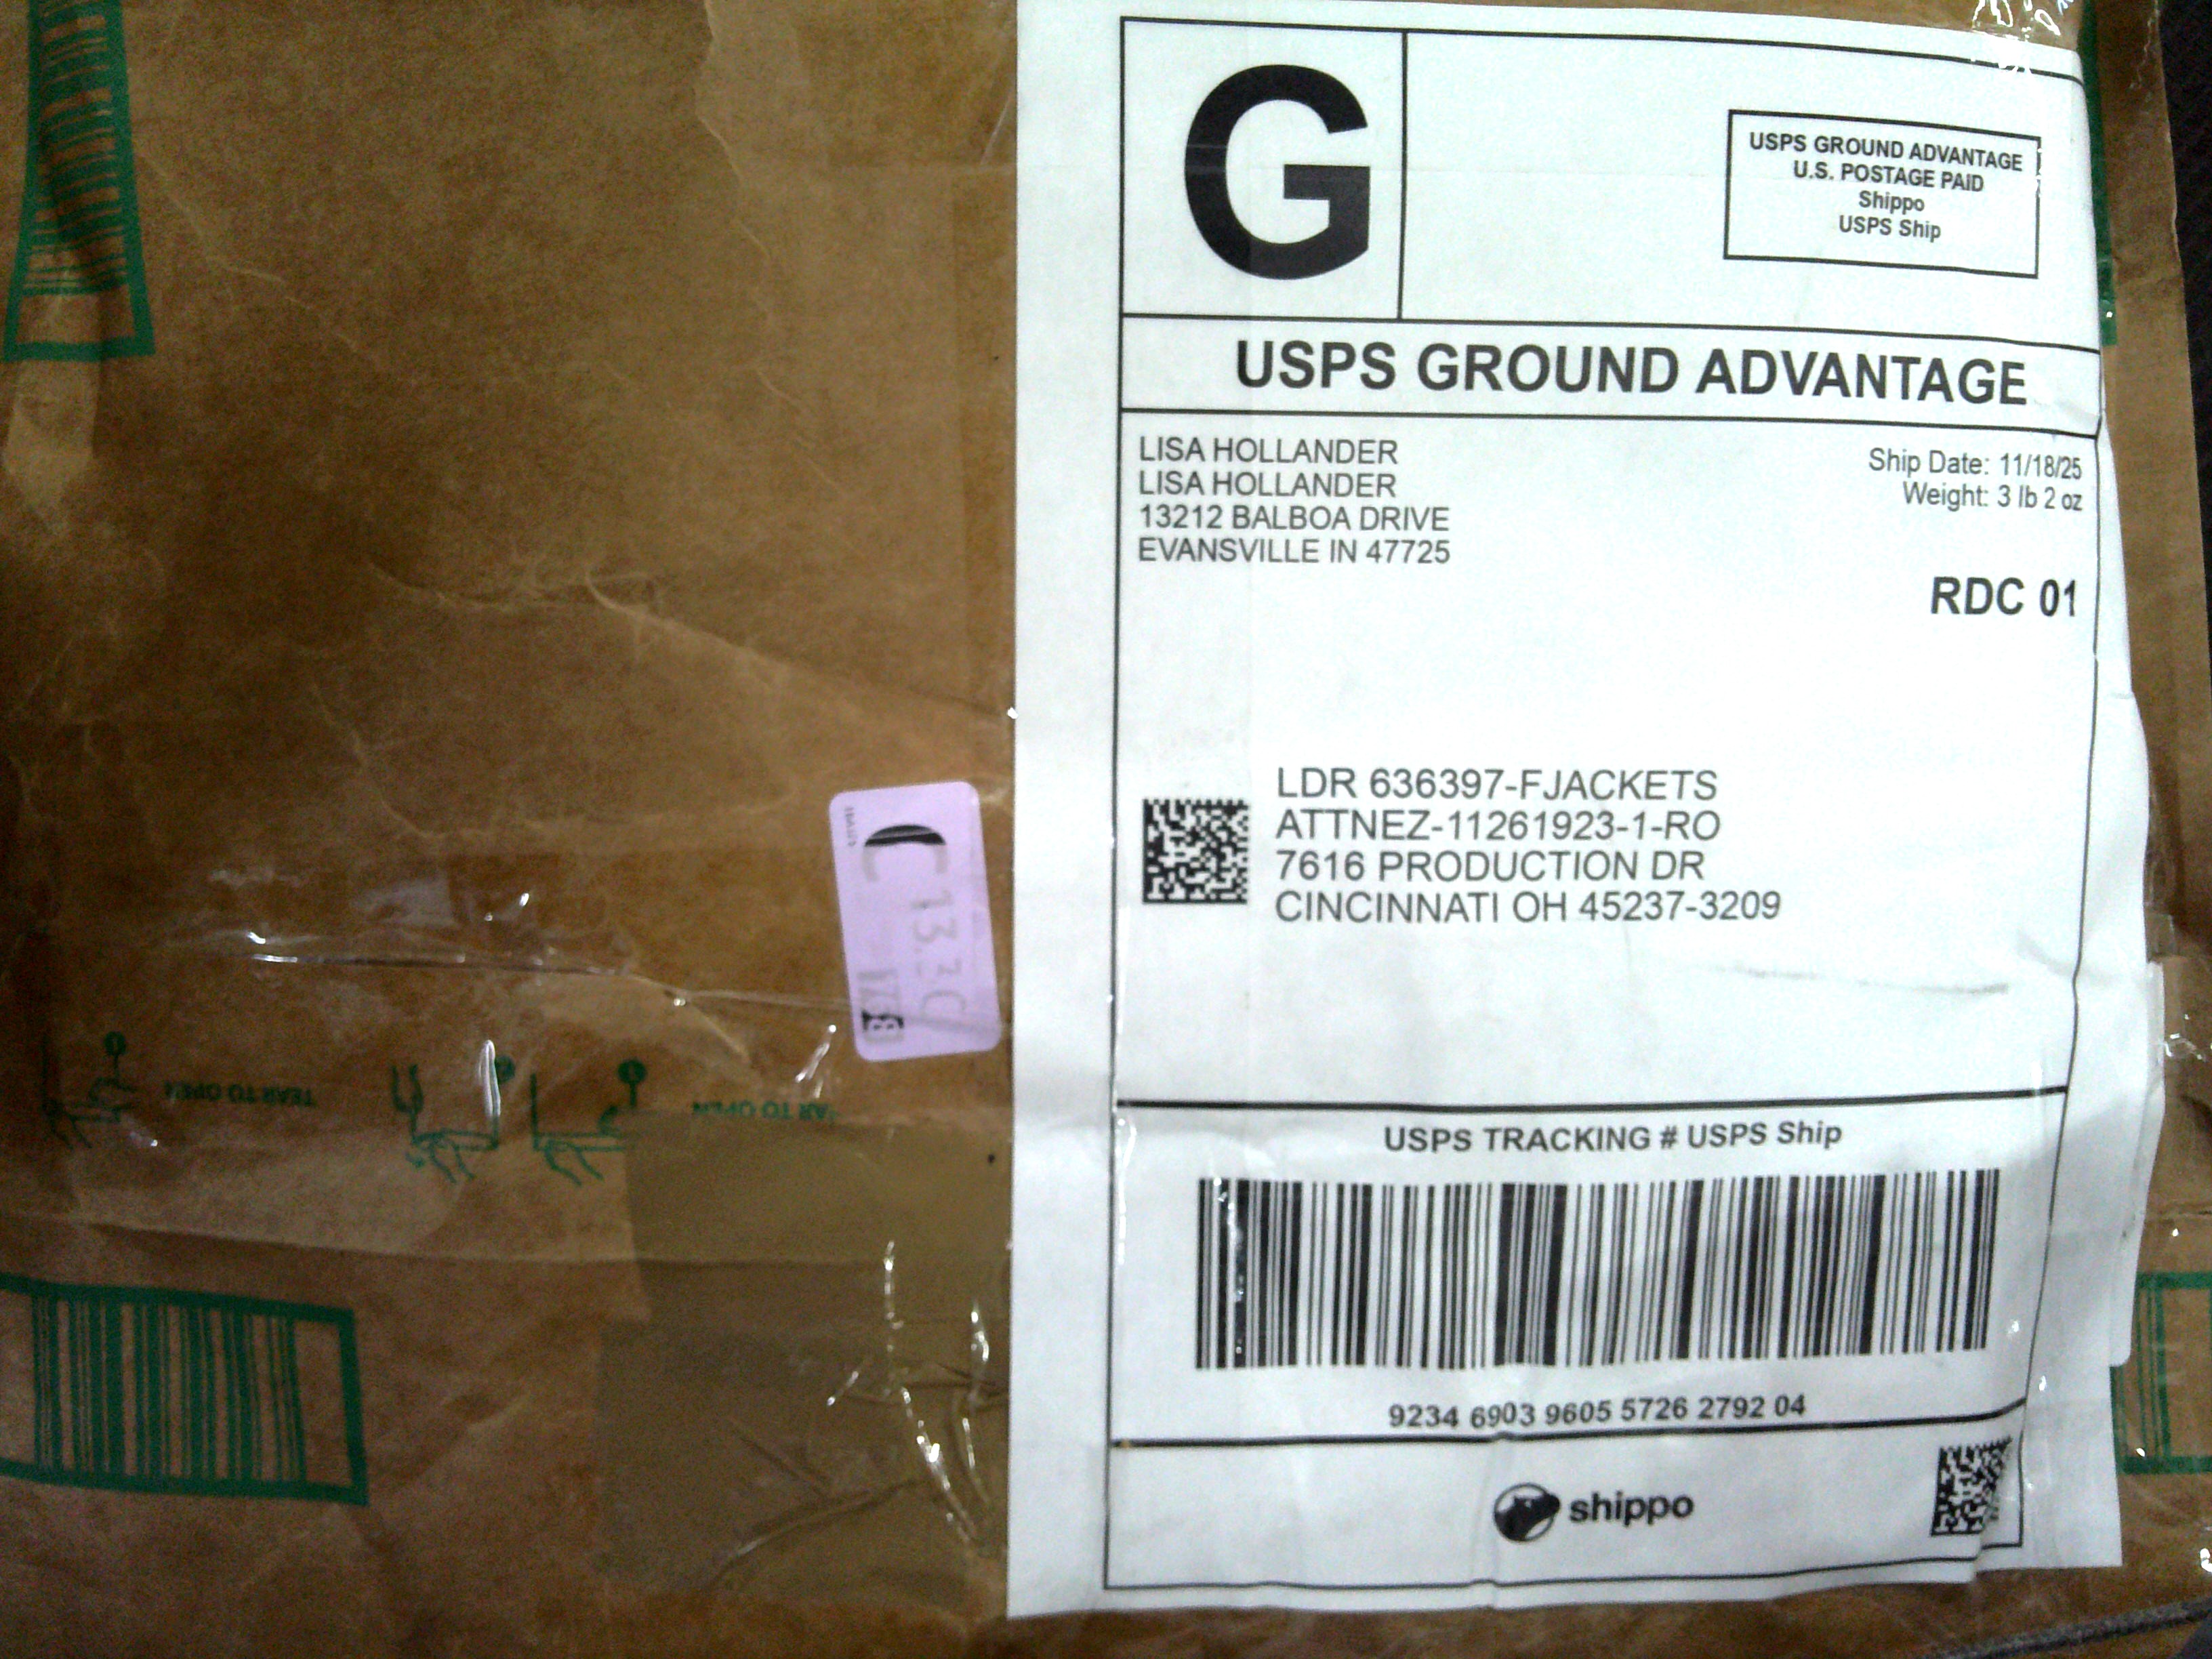 G
USPS GROUND ADVANTAGE
U.S. POSTAGE PAID
Shippo
USPS Ship
USPS GROUND ADVANTAGE
LISA HOLLANDER
LISA HOLLANDER
13212 BALBOA DRIVE
EVANSVILLE IN 47725
Ship Date: 11/18/25
Weight: 3 lb 2 oz
RDC 01
LDR 636397-FJACKETS
ATTNEZ-11261923-1-RO
7616 PRODUCTION DR
CINCINNATI OH 45237-3209
USPS TRACKING # USPS Ship
9234 6903 9605 5726 2792 04
shippo
TEAR TO OPEN
TO OPEN